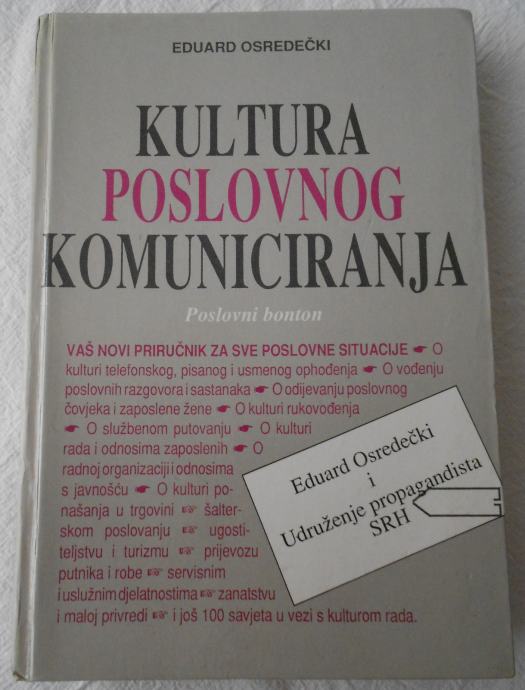 EDUARD OSREDEČKI
KULTURA
POSLOVNOG
KOMUNICIRANJA
Poslovni bonton
VAŠ NOVI PRIRUČNIK ZA SVE POSLOVNE SITUACIJE ☛ O
kulturi telefonskog, pisanog i usmenog ophođenja ☛ O vođenju
poslovnih razgovora i sastanaka ☛ O odijevanju poslovnog
čovjeka i zaposlene žene ☛ O kulturi rukovođenja
☛ O službenom putovanju ☛ O kulturi
rada i odnosima zaposlenih ☛ O
radnoj organizaciji i odnosima
s javnošću ☛ O kulturi po-
našanja u trgovini ☞ šalter-
skom poslovanju ☞ ugosti-
teljstvu i turizmu ☞ prijevozu
putnika i robe ☞ servisnim
i uslužnim djelatnostima ☞ zanatstvu
i maloj privredi ☞ i još 100 savjeta u vezi s kulturom rada.
Eduard Osredečki
i
Udruženje propagandista
SRH